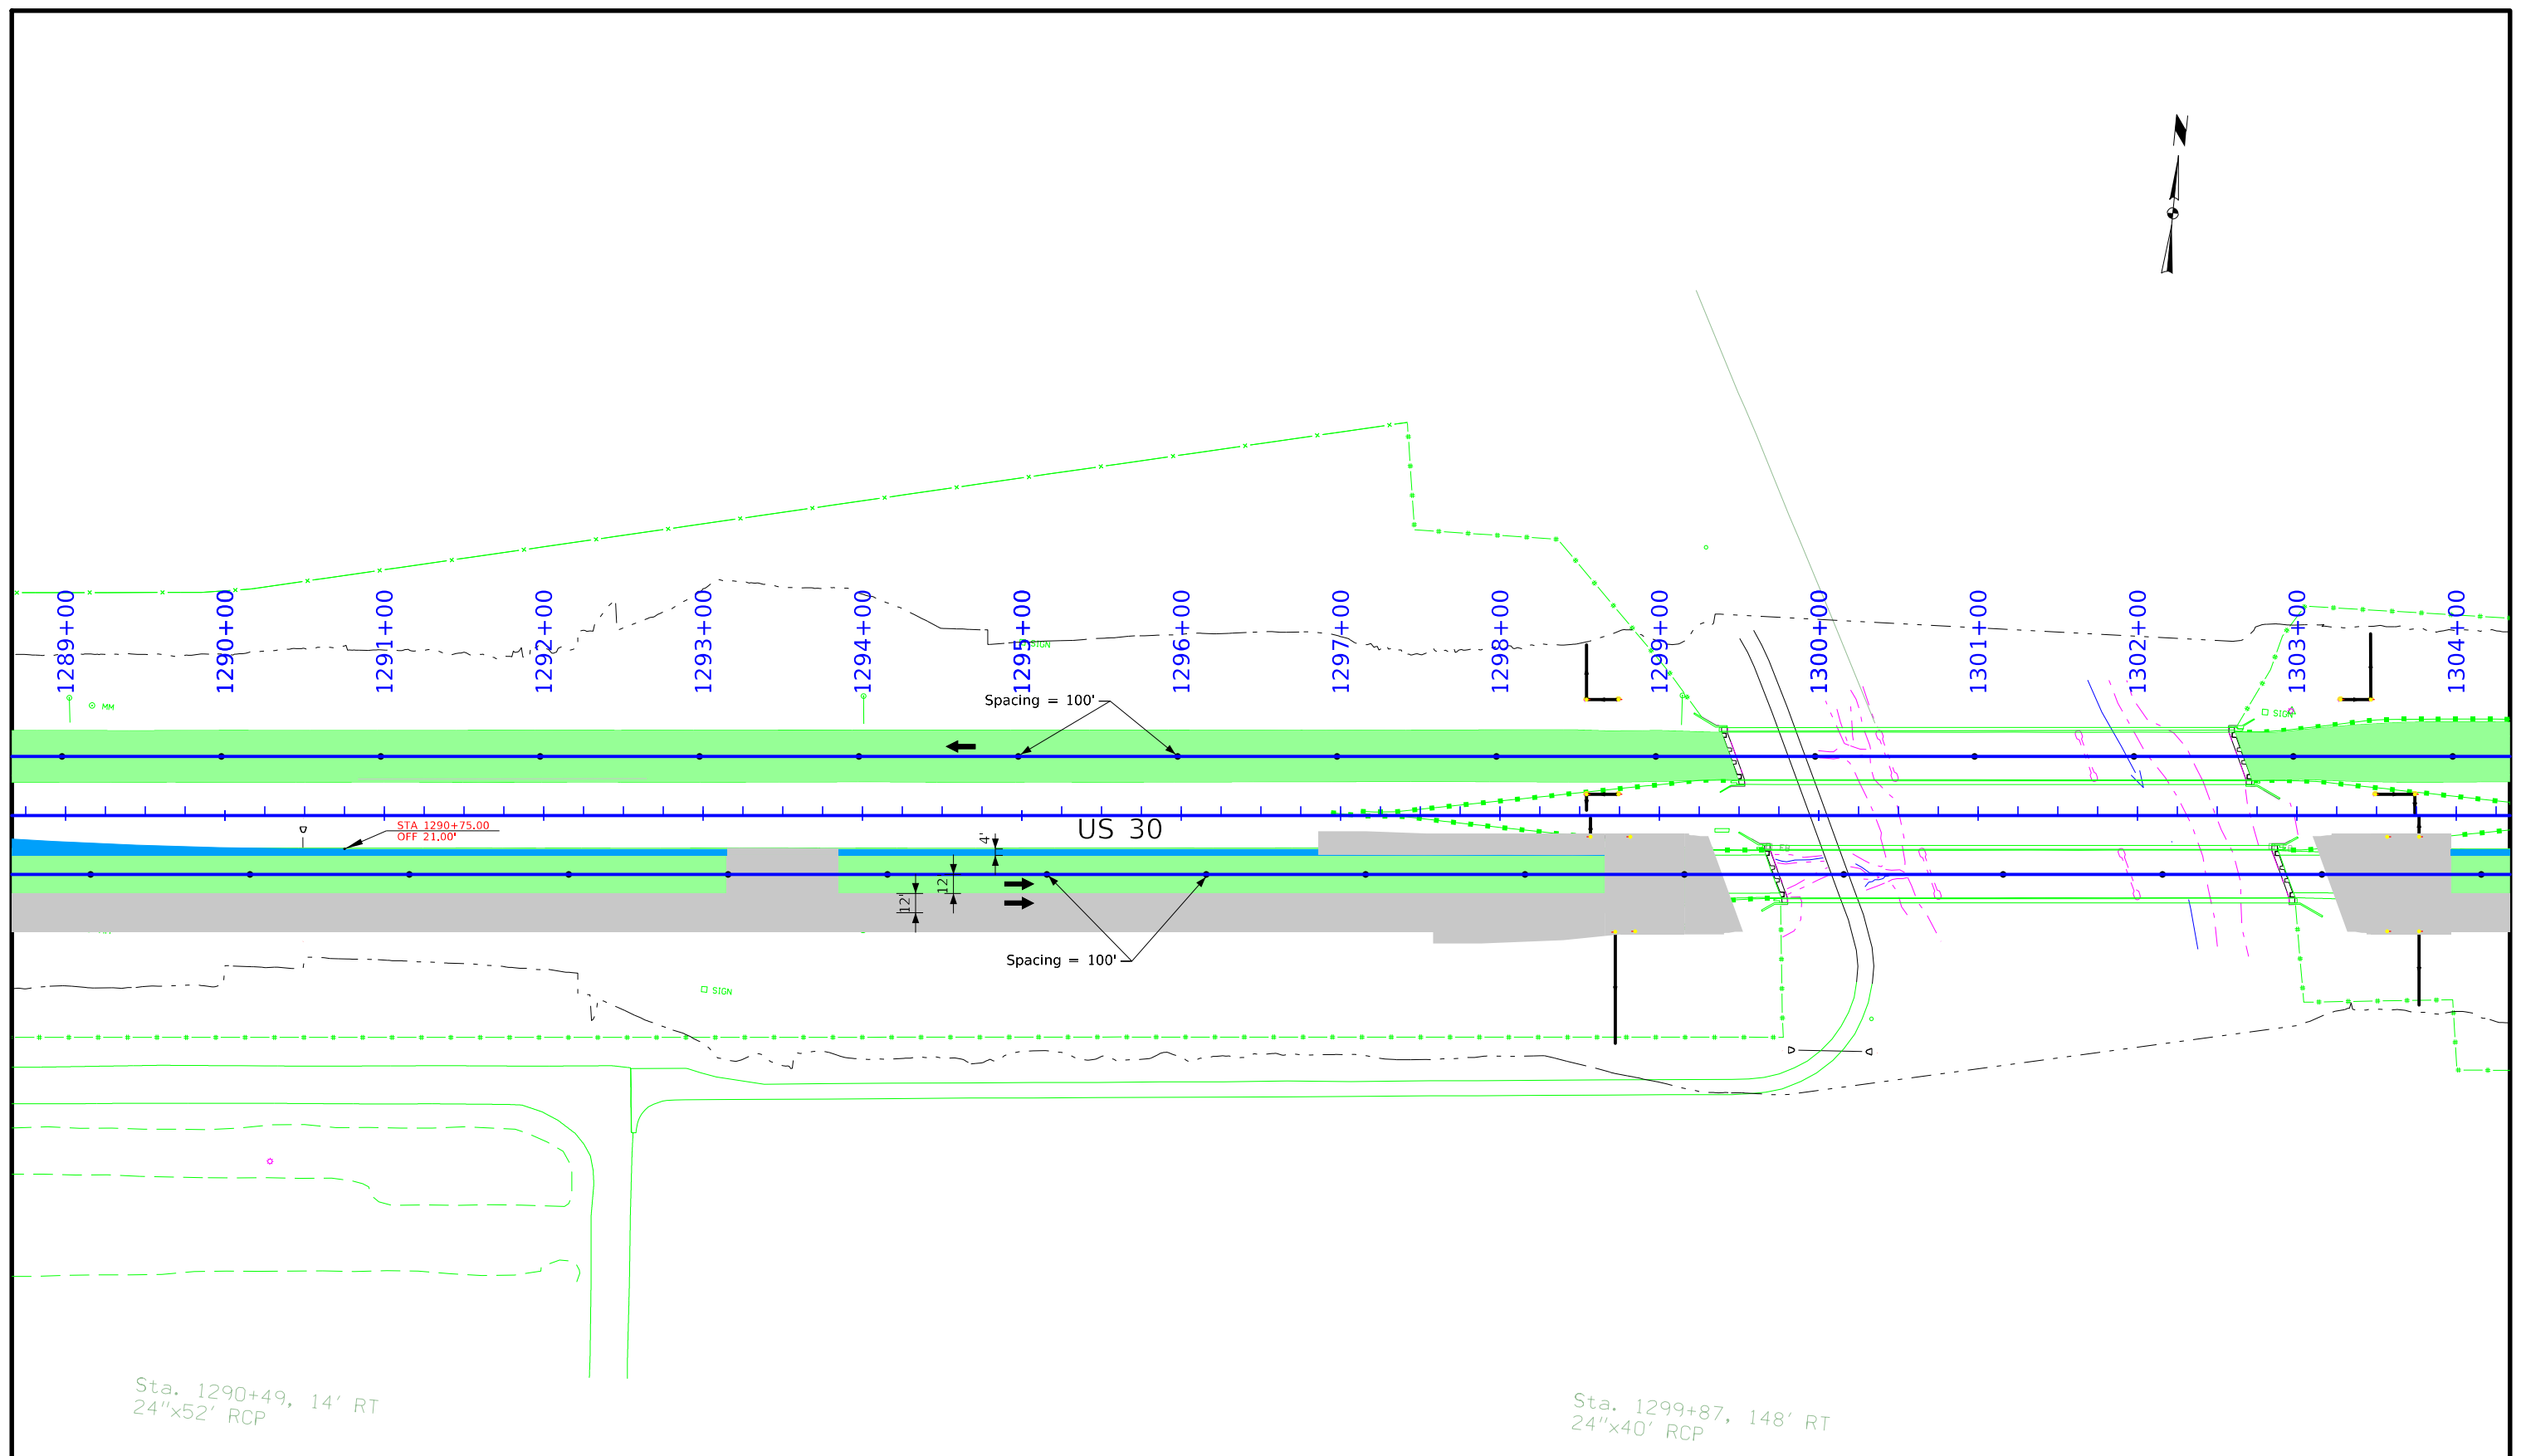 N
1289+00
1290+00
1291+00
1292+00
1293+00
1294+00
1295+00
1296+00
1297+00
1298+00
1299+00
1300+00
1301+00
1302+00
1303+00
1304+00
SIGN
MM
Spacing = 100'
SIGN
STA 1290+75.00
OFF 21.00'
4'
US 30
12'
12'
Spacing = 100'
SIGN
Sta. 1290+49, 14' RT
24"x52' RCP
Sta. 1299+87, 148' RT
24"x40' RCP